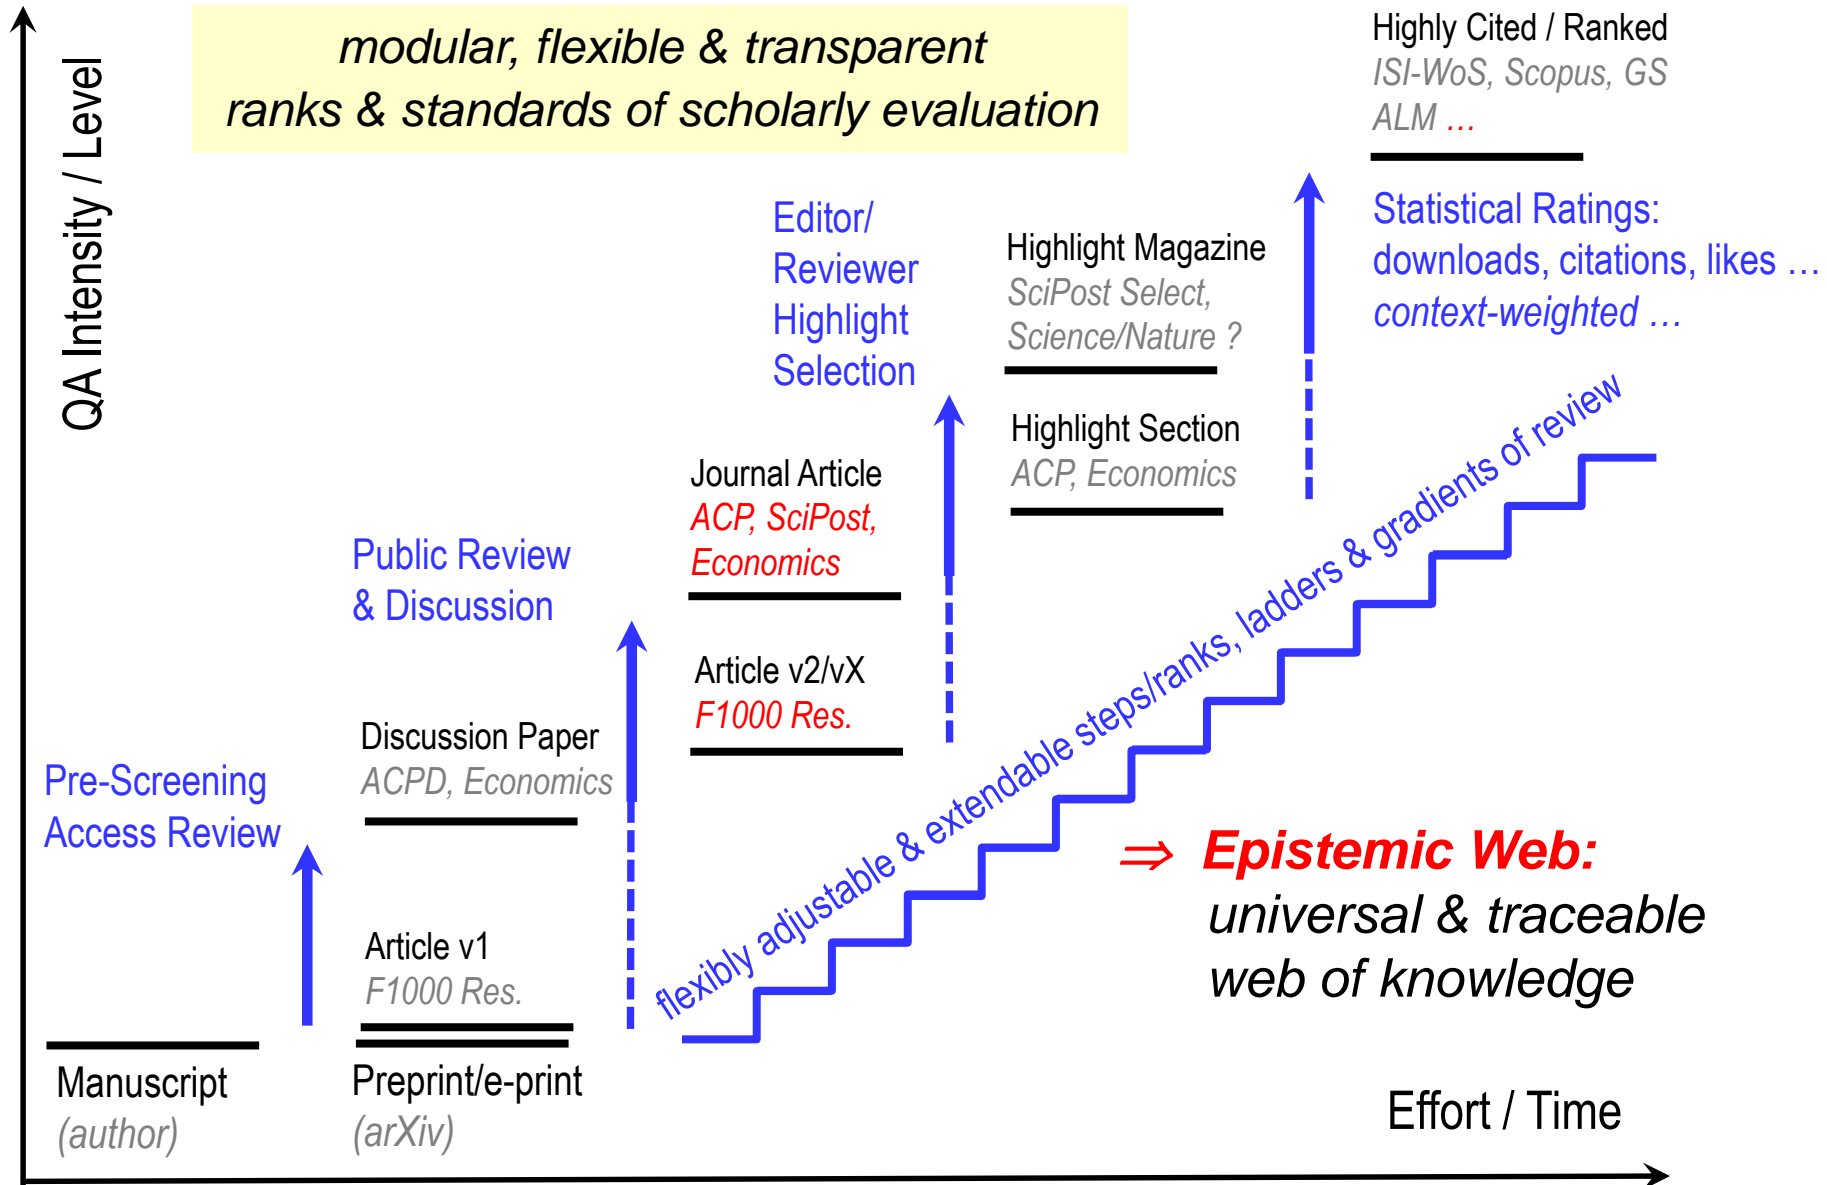 modular, flexible & transparent
ranks & standards of scholarly evaluation
QA Intensity / Level
Highly Cited / Ranked
ISI-WoS, Scopus, GS
ALM ...
Statistical Ratings:
downloads, citations, likes ...
context-weighted ...
Editor/
Reviewer
Highlight
Selection
Highlight Magazine
SciPost Select,
Science/Nature ?
Highlight Section
ACP, Economics
Journal Article
ACP, SciPost,
Economics
Public Review
& Discussion
Article v2/vX
F1000 Res.
Discussion Paper
ACPD, Economics
Pre-Screening
Access Review
Article v1
F1000 Res.
flexibly adjustable & extendable steps/ranks, ladders & gradients of review
⇒ Epistemic Web:
universal & traceable
web of knowledge
Manuscript
(author)
Preprint/e-print
(arXiv)
Effort / Time